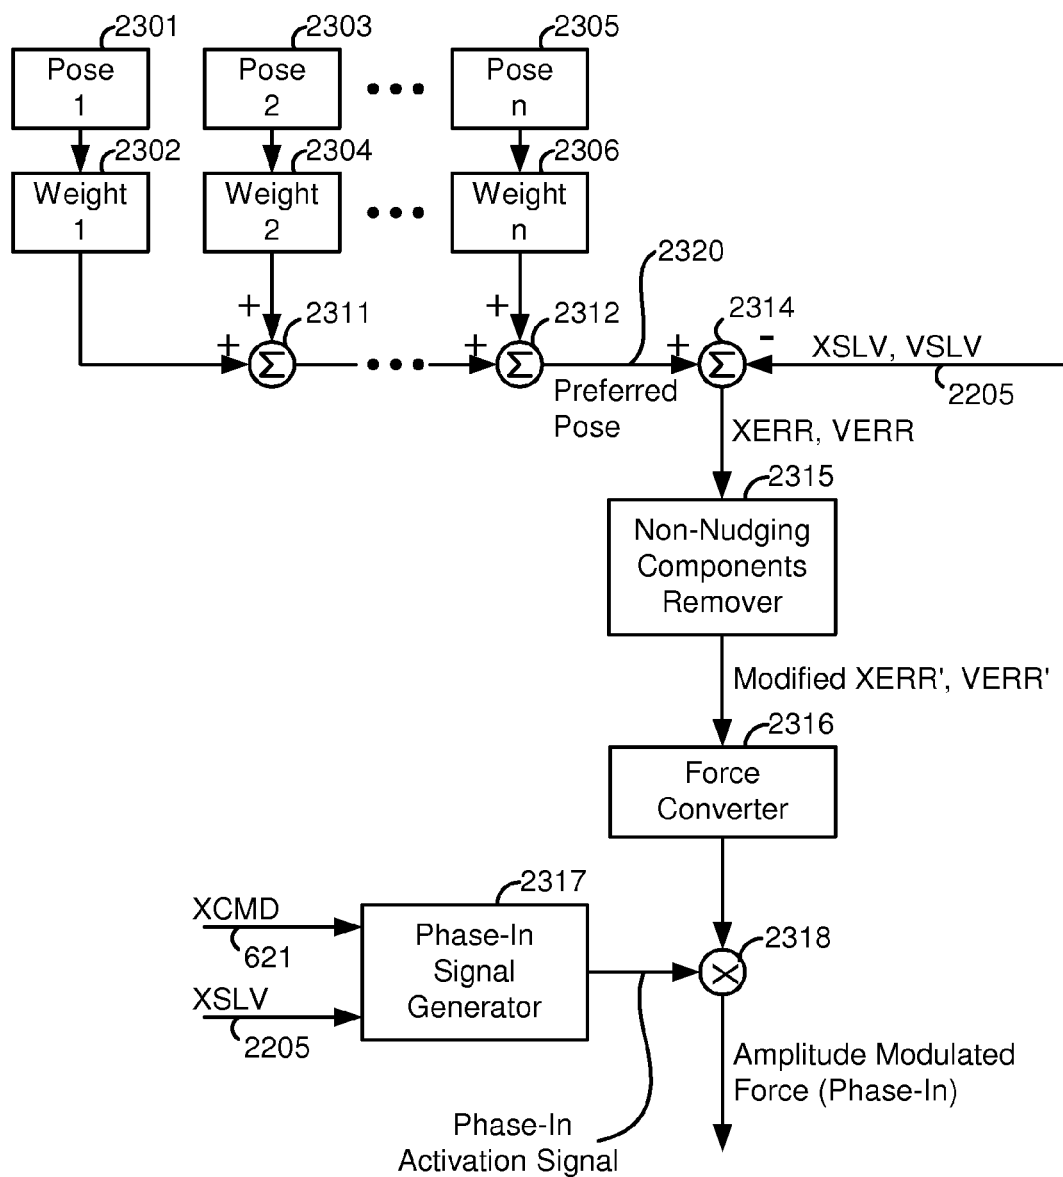 2301
2303
2305
Pose
1
Pose
2
Pose
n
2302
2304
2306
Weight
1
Weight
2
Weight
n
2320
+
+
2311
2312
2314
+
Σ
+
Σ
+
Σ
-
XSLV, VSLV
2205
Preferred
Pose
XERR, VERR
2315
Non-Nudging
Components
Remover
Modified XERR', VERR'
2316
Force
Converter
2317
XCMD
621
Phase-In
Signal
Generator
2318
X
XSLV
2205
Amplitude Modulated
Force (Phase-In)
Phase-In
Activation Signal